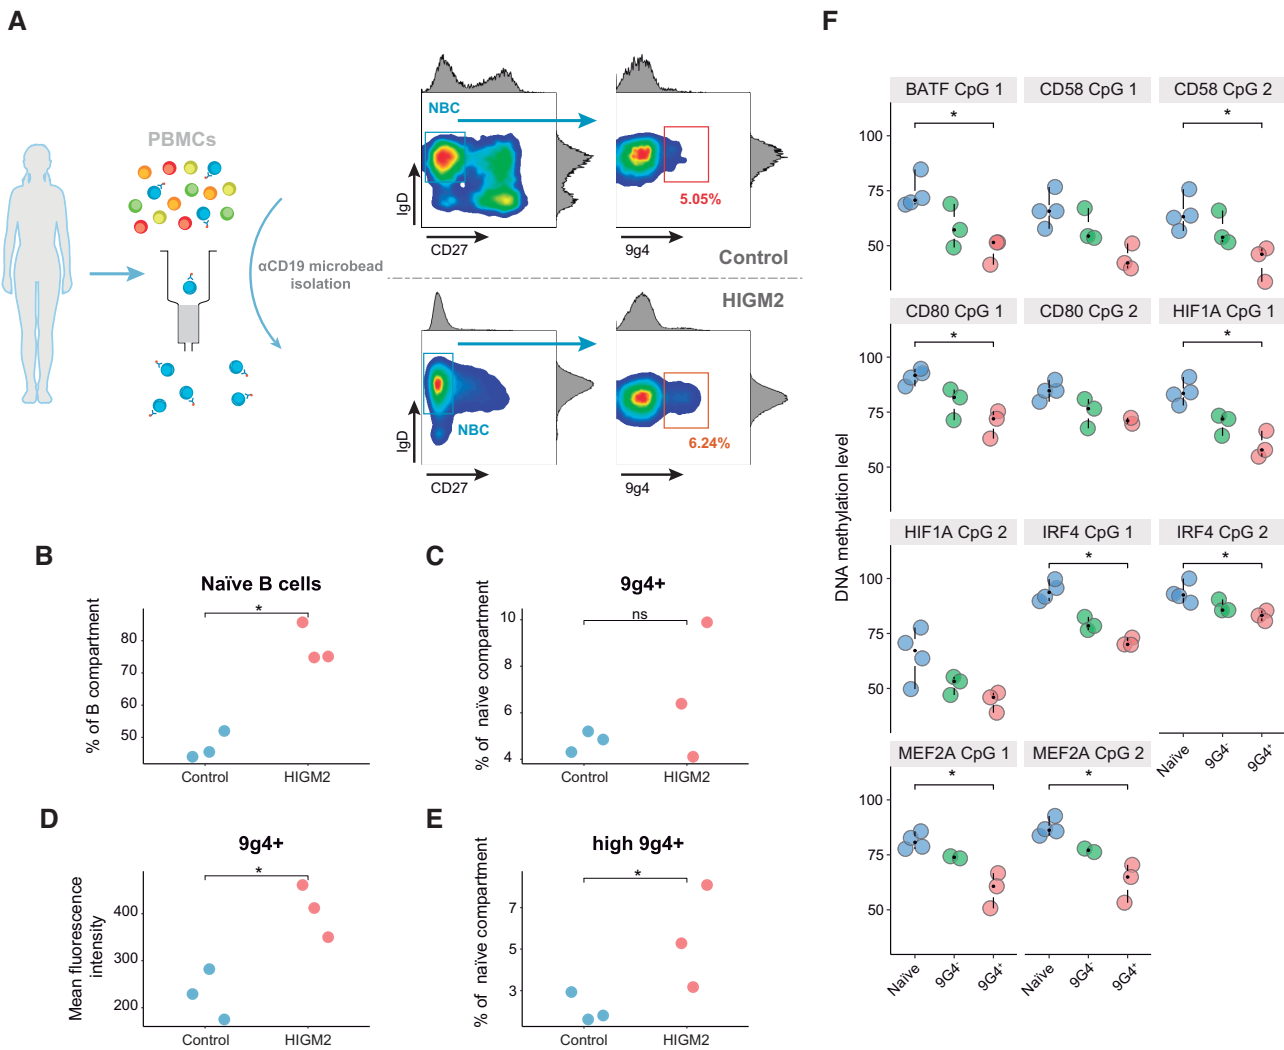 A
PBMCs
αCD19 microbead
isolation
NBC
IgD
CD27
5.05%
9g4
Control
HIGM2
NBC
IgD
CD27
6.24%
9g4
B
Naïve B cells
% of B compartment
80
70
60
50
*
Control
HIGM2
C
9g4+
% of naïve compartment
10
8
6
4
ns
Control
HIGM2
D
9g4+
Mean fluorescence
intensity
400
300
200
*
Control
HIGM2
E
high 9g4+
% of naïve compartment
7
5
3
*
Control
HIGM2
F
DNA methylation level
BATF CpG 1
CD58 CpG 1
CD58 CpG 2
*
*
100
75
50
CD80 CpG 1
CD80 CpG 2
HIF1A CpG 1
*
*
100
75
50
HIF1A CpG 2
IRF4 CpG 1
IRF4 CpG 2
*
*
100
75
50
Naïve
9G4-
9G4+
MEF2A CpG 1
MEF2A CpG 2
*
*
100
75
50
Naïve
9G4-
9G4+
Naïve
9G4-
9G4+